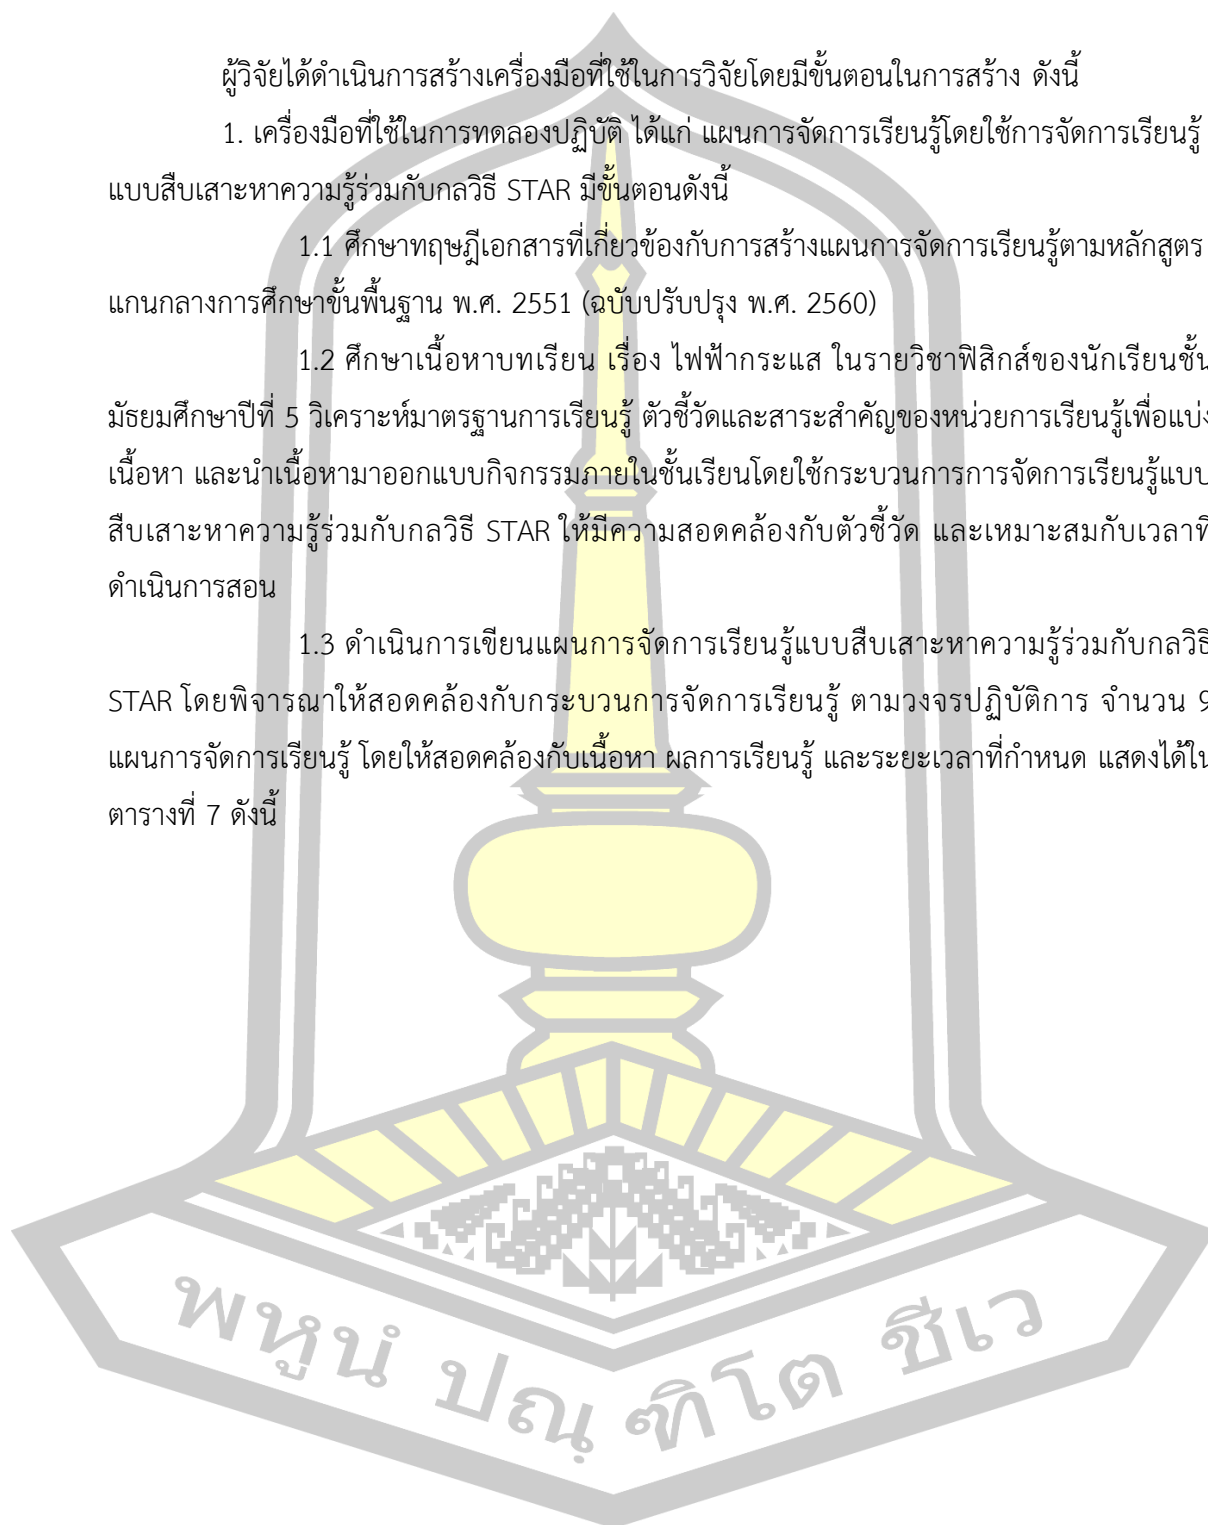 ผู้วิจัยได้ดำเนินการสร้างเครื่องมือที่ใช้ในการวิจัยโดยมีขั้นตอนในการสร้าง ดังนี้
1. เครื่องมือที่ใช้ในการทดลองปฏิบัติ ได้แก่ แผนการจัดการเรียนรู้โดยใช้การจัดการเรียนรู้
แบบสืบเสาะหาความรู้ร่วมกับกลวิธี STAR มีขั้นตอนดังนี้
1.1 ศึกษาทฤษฎีเอกสารที่เกี่ยวข้องกับการสร้างแผนการจัดการเรียนรู้ตามหลักสูตร
แกนกลางการศึกษาขั้นพื้นฐาน พ.ศ. 2551 (ฉบับปรับปรุง พ.ศ. 2560)
1.2 ศึกษาเนื้อหาบทเรียน เรื่อง ไฟฟ้ากระแส ในรายวิชาฟิสิกส์ของนักเรียนชั้น
มัธยมศึกษาปีที่ 5 วิเคราะห์มาตรฐานการเรียนรู้ ตัวชี้วัดและสาระสำคัญของหน่วยการเรียนรู้เพื่อแบ่ง
เนื้อหา และนำเนื้อหามาออกแบบกิจกรรมภายในชั้นเรียนโดยใช้กระบวนการการจัดการเรียนรู้แบบ
สืบเสาะหาความรู้ร่วมกับกลวิธี STAR ให้มีความสอดคล้องกับตัวชี้วัด และเหมาะสมกับเวลาที่
ดำเนินการสอน
1.3 ดำเนินการเขียนแผนการจัดการเรียนรู้แบบสืบเสาะหาความรู้ร่วมกับกลวิธี
STAR โดยพิจารณาให้สอดคล้องกับกระบวนการจัดการเรียนรู้ ตามวงจรปฏิบัติการ จำนวน 9
แผนการจัดการเรียนรู้ โดยให้สอดคล้องกับเนื้อหา ผลการเรียนรู้ และระยะเวลาที่กำหนด แสดงได้ใน
ตารางที่ 7 ดังนี้
พหูนํ ปณฺฑิโต ชีเว